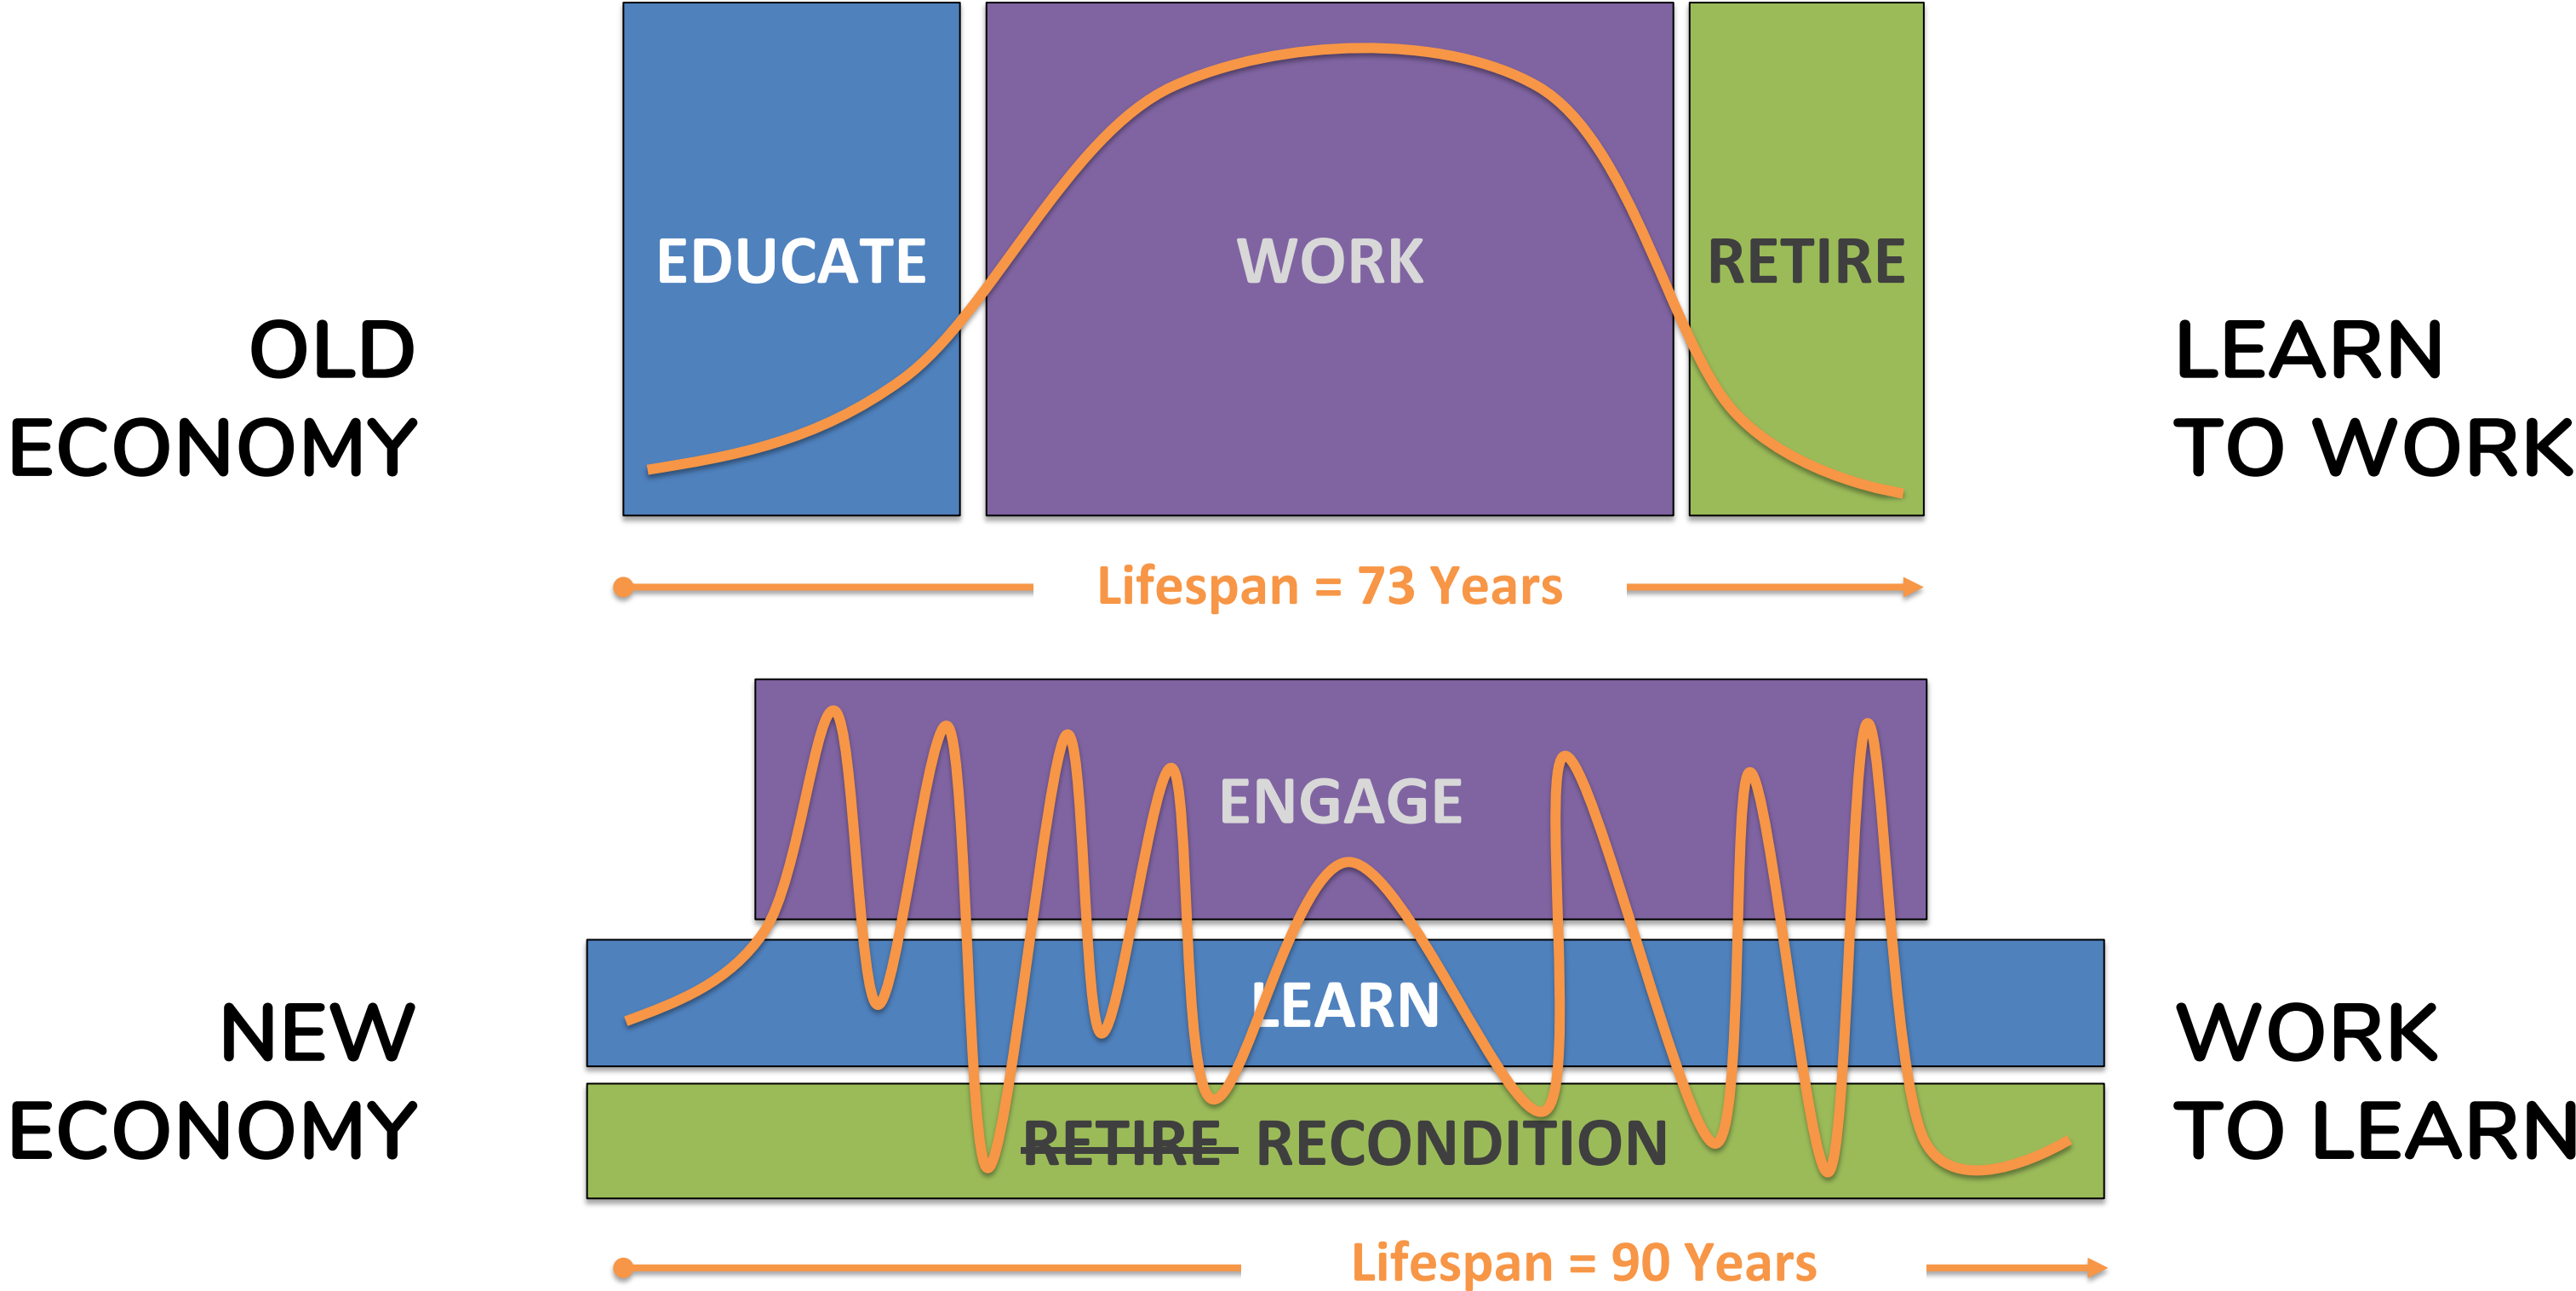 OLD
ECONOMY
EDUCATE
WORK
RETIRE
LEARN
TO WORK
Lifespan = 73 Years
NEW
ECONOMY
ENGAGE
LEARN
RETIRE RECONDITION
WORK
TO LEARN
Lifespan = 90 Years